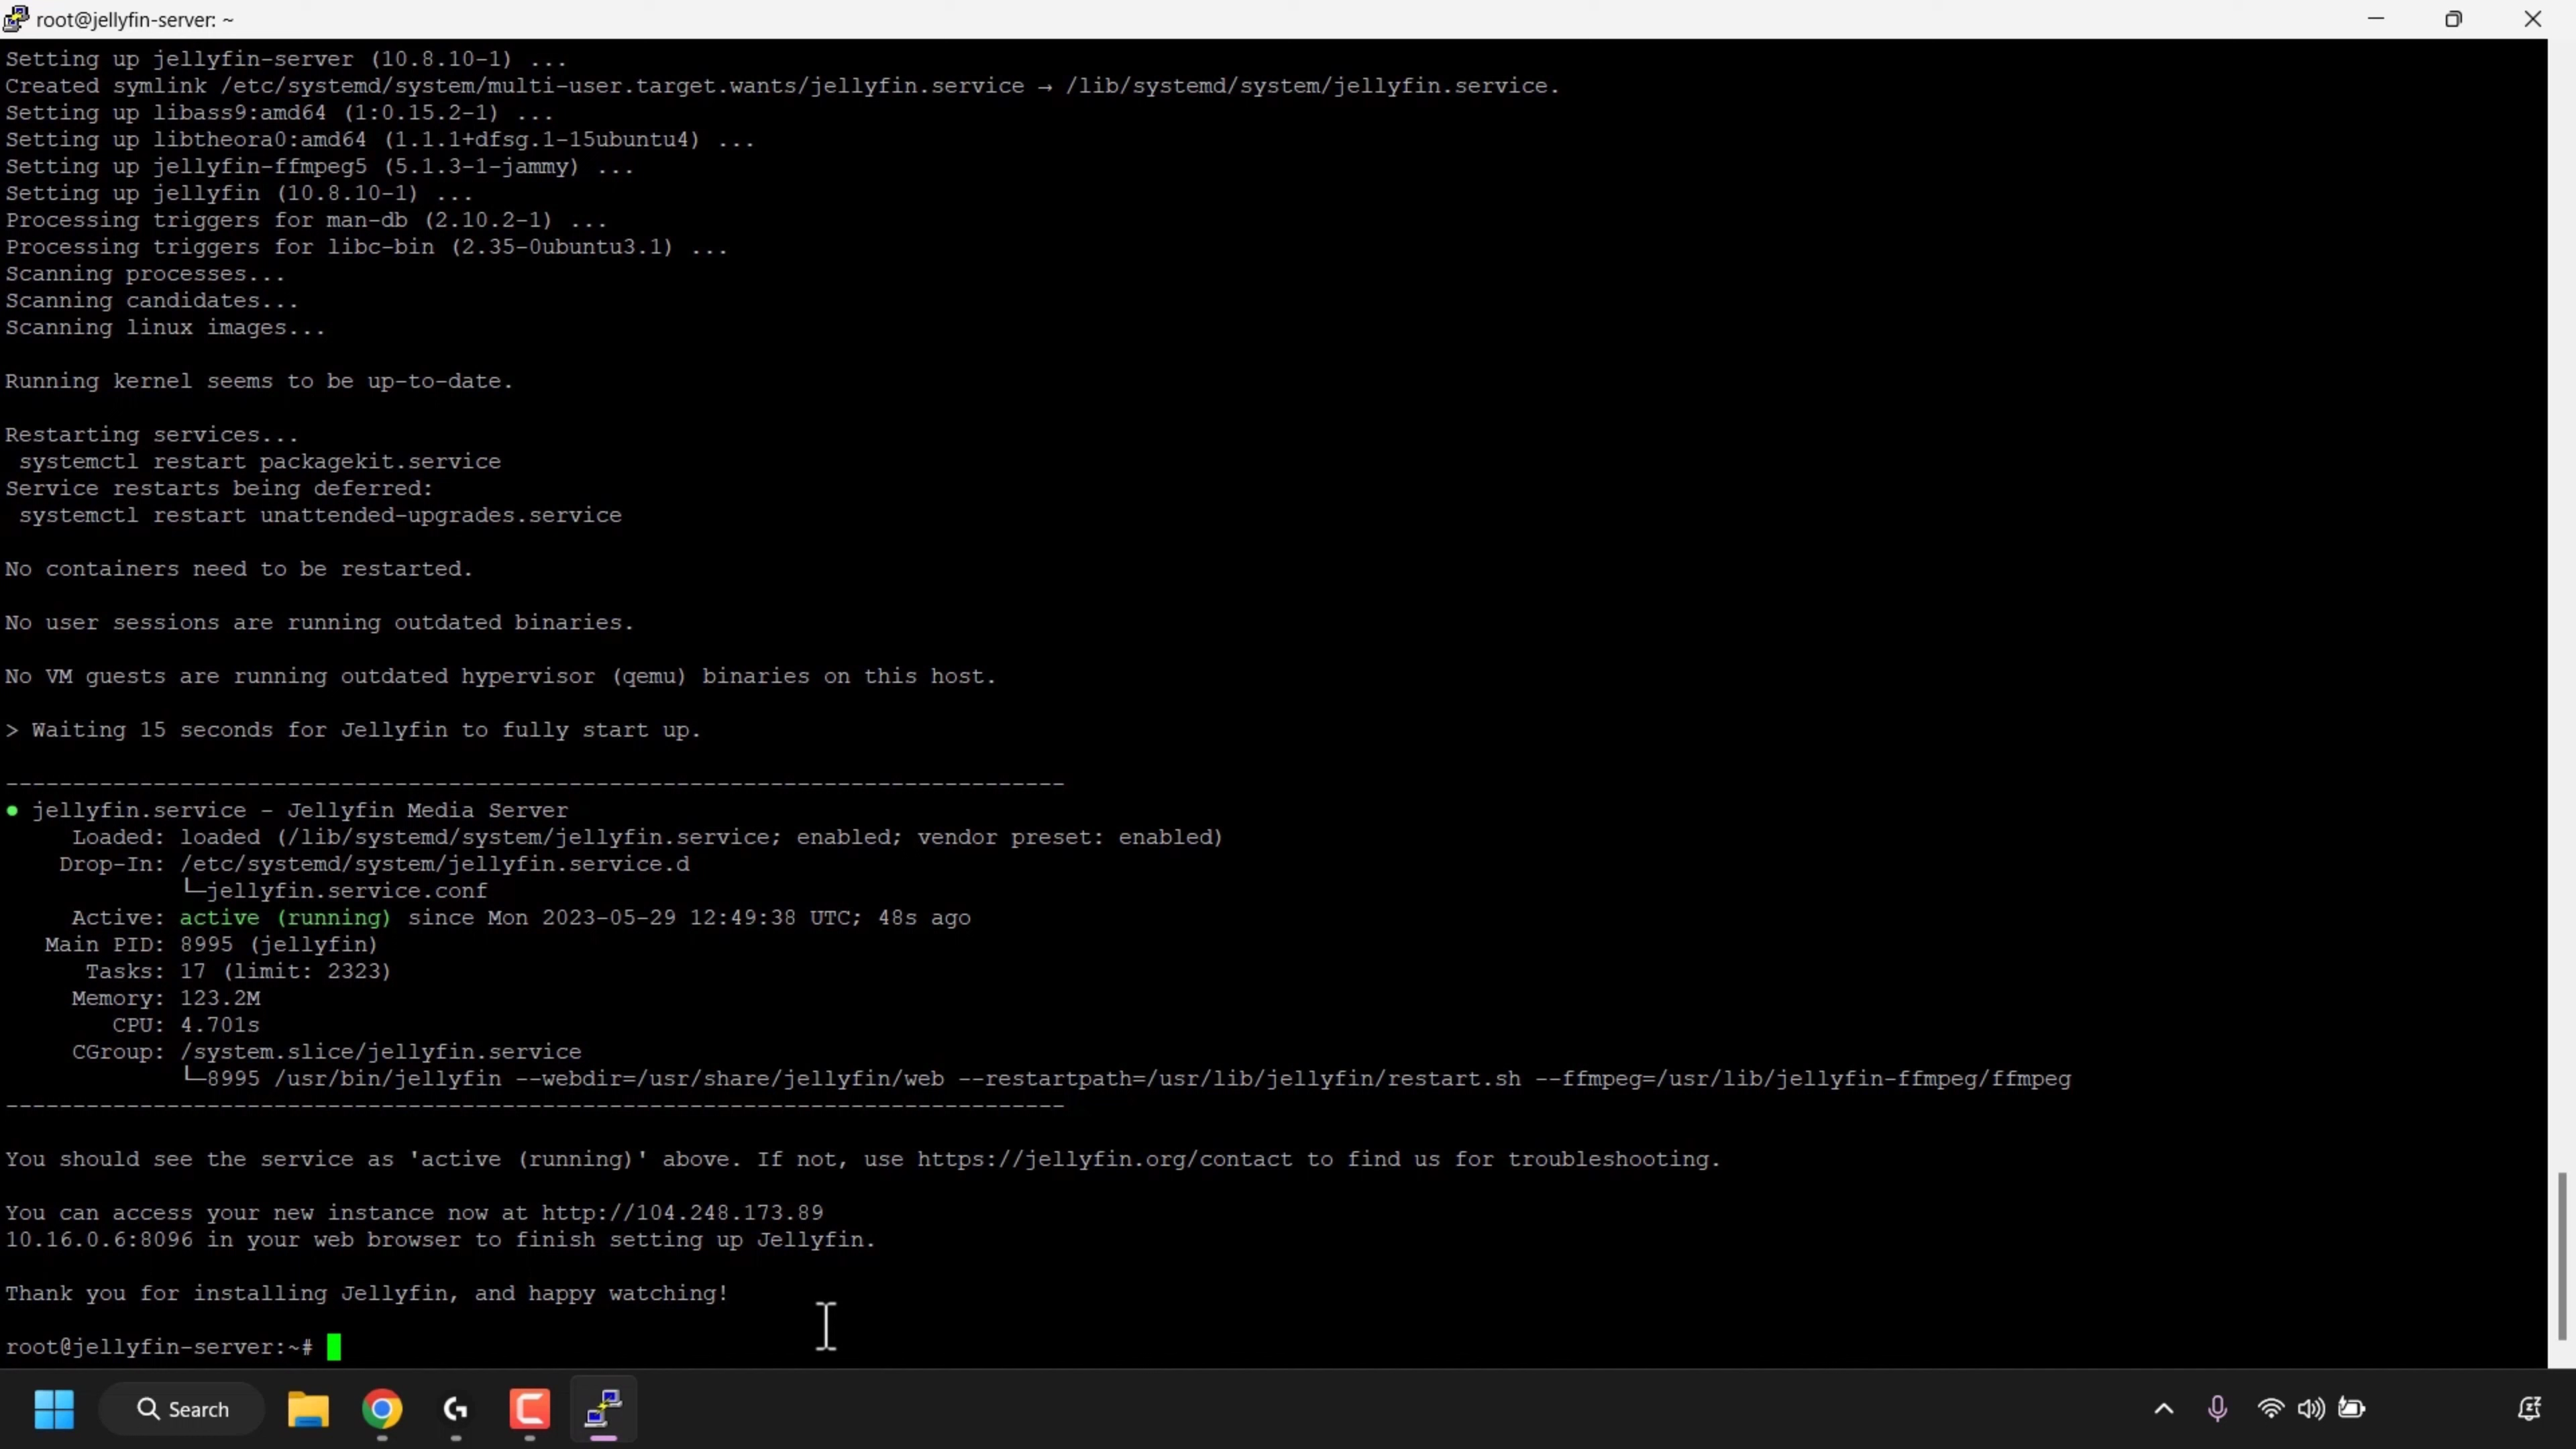 root@jellyfin-server: ~
Setting up jellyfin-server (10.8.10-1) ...
Created symlink /etc/systemd/system/multi-user.target.wants/jellyfin.service → /lib/systemd/system/jellyfin.service.
Setting up libass9:amd64 (1:0.15.2-1) ...
Setting up libtheora0:amd64 (1.1.1+dfsg.1-15ubuntu4) ...
Setting up jellyfin-ffmpeg5 (5.1.3-1-jammy) ...
Setting up jellyfin (10.8.10-1) ...
Processing triggers for man-db (2.10.2-1) ...
Processing triggers for libc-bin (2.35-0ubuntu3.1) ...
Scanning processes...
Scanning candidates...
Scanning linux images...
Running kernel seems to be up-to-date.
Restarting services...
 systemctl restart packagekit.service
Service restarts being deferred:
 systemctl restart unattended-upgrades.service
No containers need to be restarted.
No user sessions are running outdated binaries.
No VM guests are running outdated hypervisor (qemu) binaries on this host.
> Waiting 15 seconds for Jellyfin to fully start up.
-------------------------------------------------------------------------------
● jellyfin.service - Jellyfin Media Server
     Loaded: loaded (/lib/systemd/system/jellyfin.service; enabled; vendor preset: enabled)
    Drop-In: /etc/systemd/system/jellyfin.service.d
             └─jellyfin.service.conf
     Active: active (running) since Mon 2023-05-29 12:49:38 UTC; 48s ago
   Main PID: 8995 (jellyfin)
      Tasks: 17 (limit: 2323)
     Memory: 123.2M
        CPU: 4.701s
     CGroup: /system.slice/jellyfin.service
             └─8995 /usr/bin/jellyfin --webdir=/usr/share/jellyfin/web --restartpath=/usr/lib/jellyfin/restart.sh --ffmpeg=/usr/lib/jellyfin-ffmpeg/ffmpeg
-------------------------------------------------------------------------------
You should see the service as 'active (running)' above. If not, use https://jellyfin.org/contact to find us for troubleshooting.
You can access your new instance now at http://104.248.173.89
10.16.0.6:8096 in your web browser to finish setting up Jellyfin.
Thank you for installing Jellyfin, and happy watching!
root@jellyfin-server:~#
Search